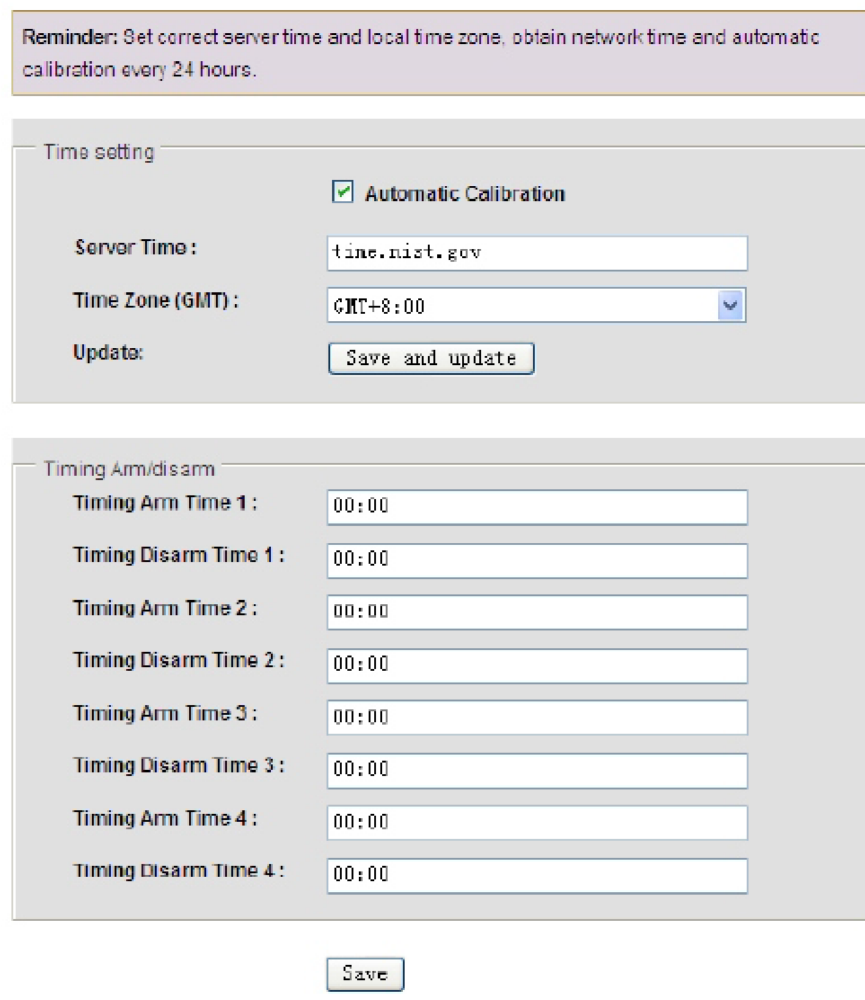 Reminder: Set correct server time and local time zone, obtain network time and automatic
calibration every 24 hours.
Time setting
Automatic Calibration
Server Time : time.nist.gov
Time Zone (GMT) : GMT+8:00
Update: Save and update
Timing Arm/disarm
Timing Arm Time 1 : 00:00
Timing Disarm Time 1 : 00:00
Timing Arm Time 2 : 00:00
Timing Disarm Time 2 : 00:00
Timing Arm Time 3 : 00:00
Timing Disarm Time 3 : 00:00
Timing Arm Time 4 : 00:00
Timing Disarm Time 4 : 00:00
Save